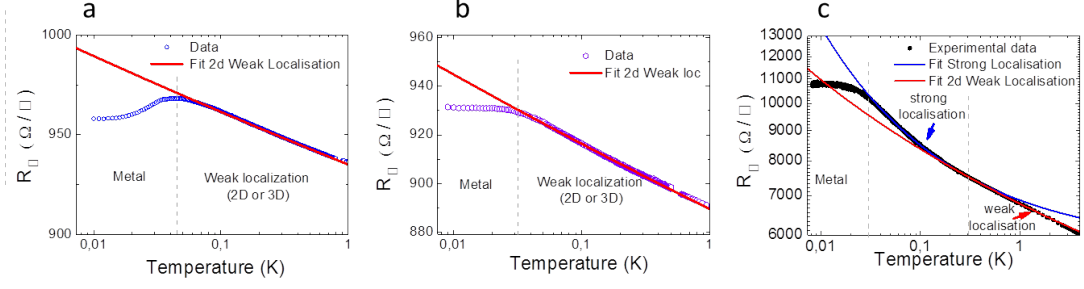 a
1000
950
900
R□ (Ω / □)
Data
Fit 2d Weak Localisation
Metal
Weak localization
(2D or 3D)
0,01
0,1
1
Temperature (K)
b
960
940
920
900
880
R□ (Ω / □)
Data
Fit 2d Weak loc
Metal
Weak localization
(2D or 3D)
0,01
0,1
1
Temperature (K)
c
13000
12000
11000
10000
9000
8000
7000
6000
R□ (Ω / □)
Experimental data
Fit Strong Localisation
Fit 2d Weak Localisation
strong
localisation
Metal
weak
localisation
0,01
0,1
1
Temperature (K)